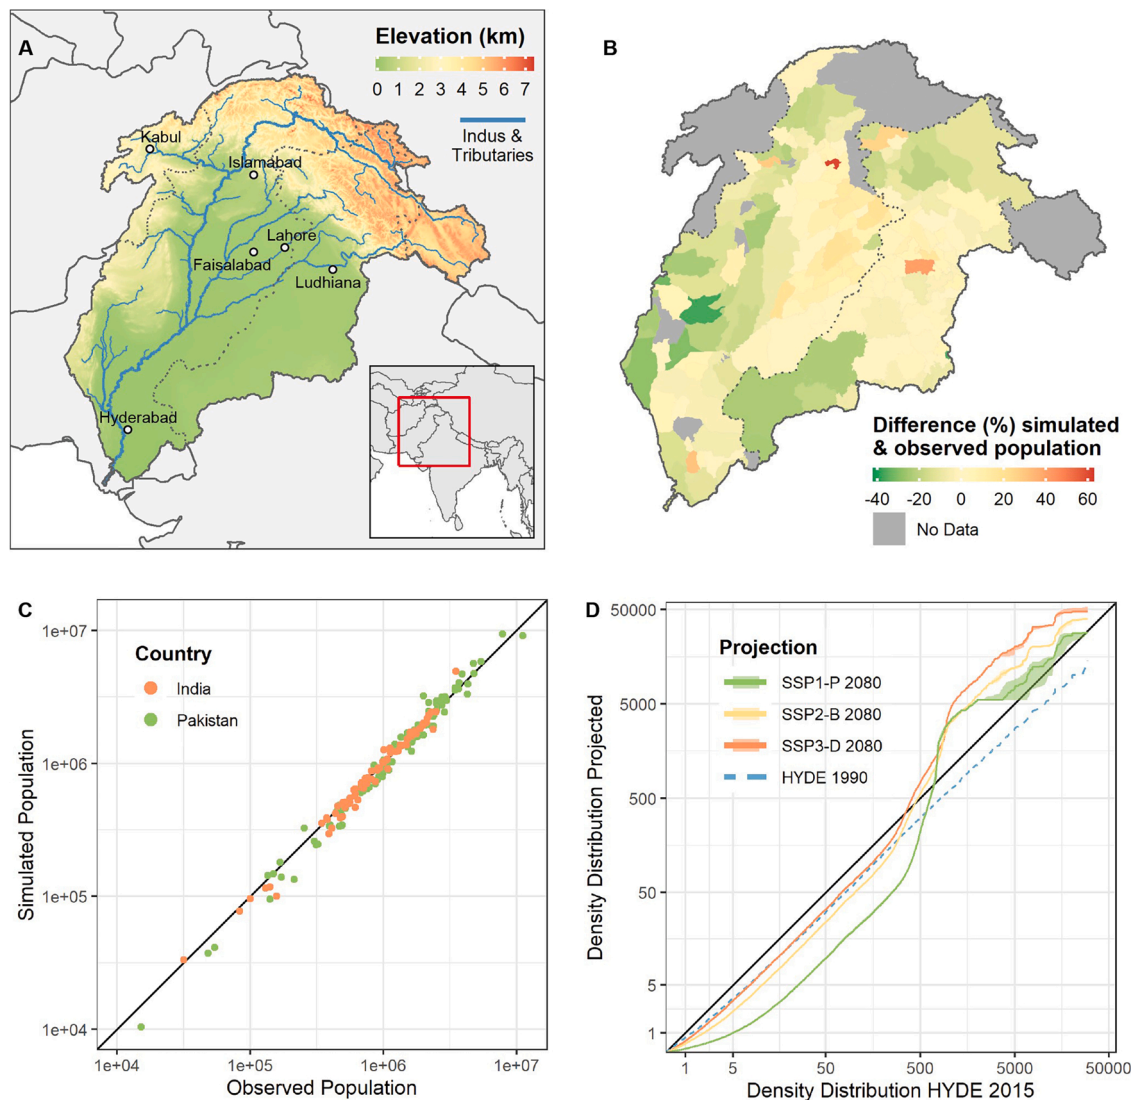 A
Elevation (km)
0 1 2 3 4 5 6 7
Indus &
Tributaries
Kabul
Islamabad
Lahore
Faisalabad
Ludhiana
Hyderabad
B
Difference (%) simulated
& observed population
-40 -20 0 20 40 60
No Data
C
Simulated Population
1e+07
1e+06
1e+05
1e+04
Country
India
Pakistan
1e+04 1e+05 1e+06 1e+07
Observed Population
D
Density Distribution Projected
50000
5000
500
50
5
1
Projection
SSP1-P 2080
SSP2-B 2080
SSP3-D 2080
HYDE 1990
1 5 50 500 5000 50000
Density Distribution HYDE 2015